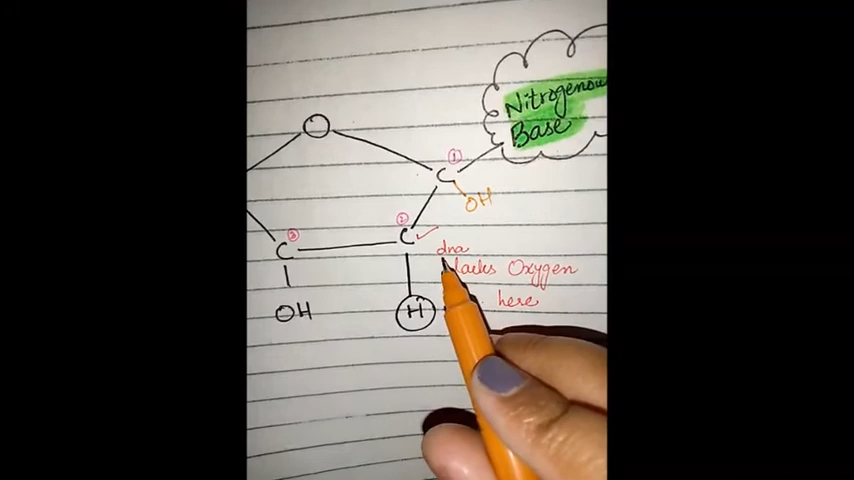 Nitrogenous
Base
O
①
C
OH
②
C
③
C
dna
lacks Oxygen
here
OH
H